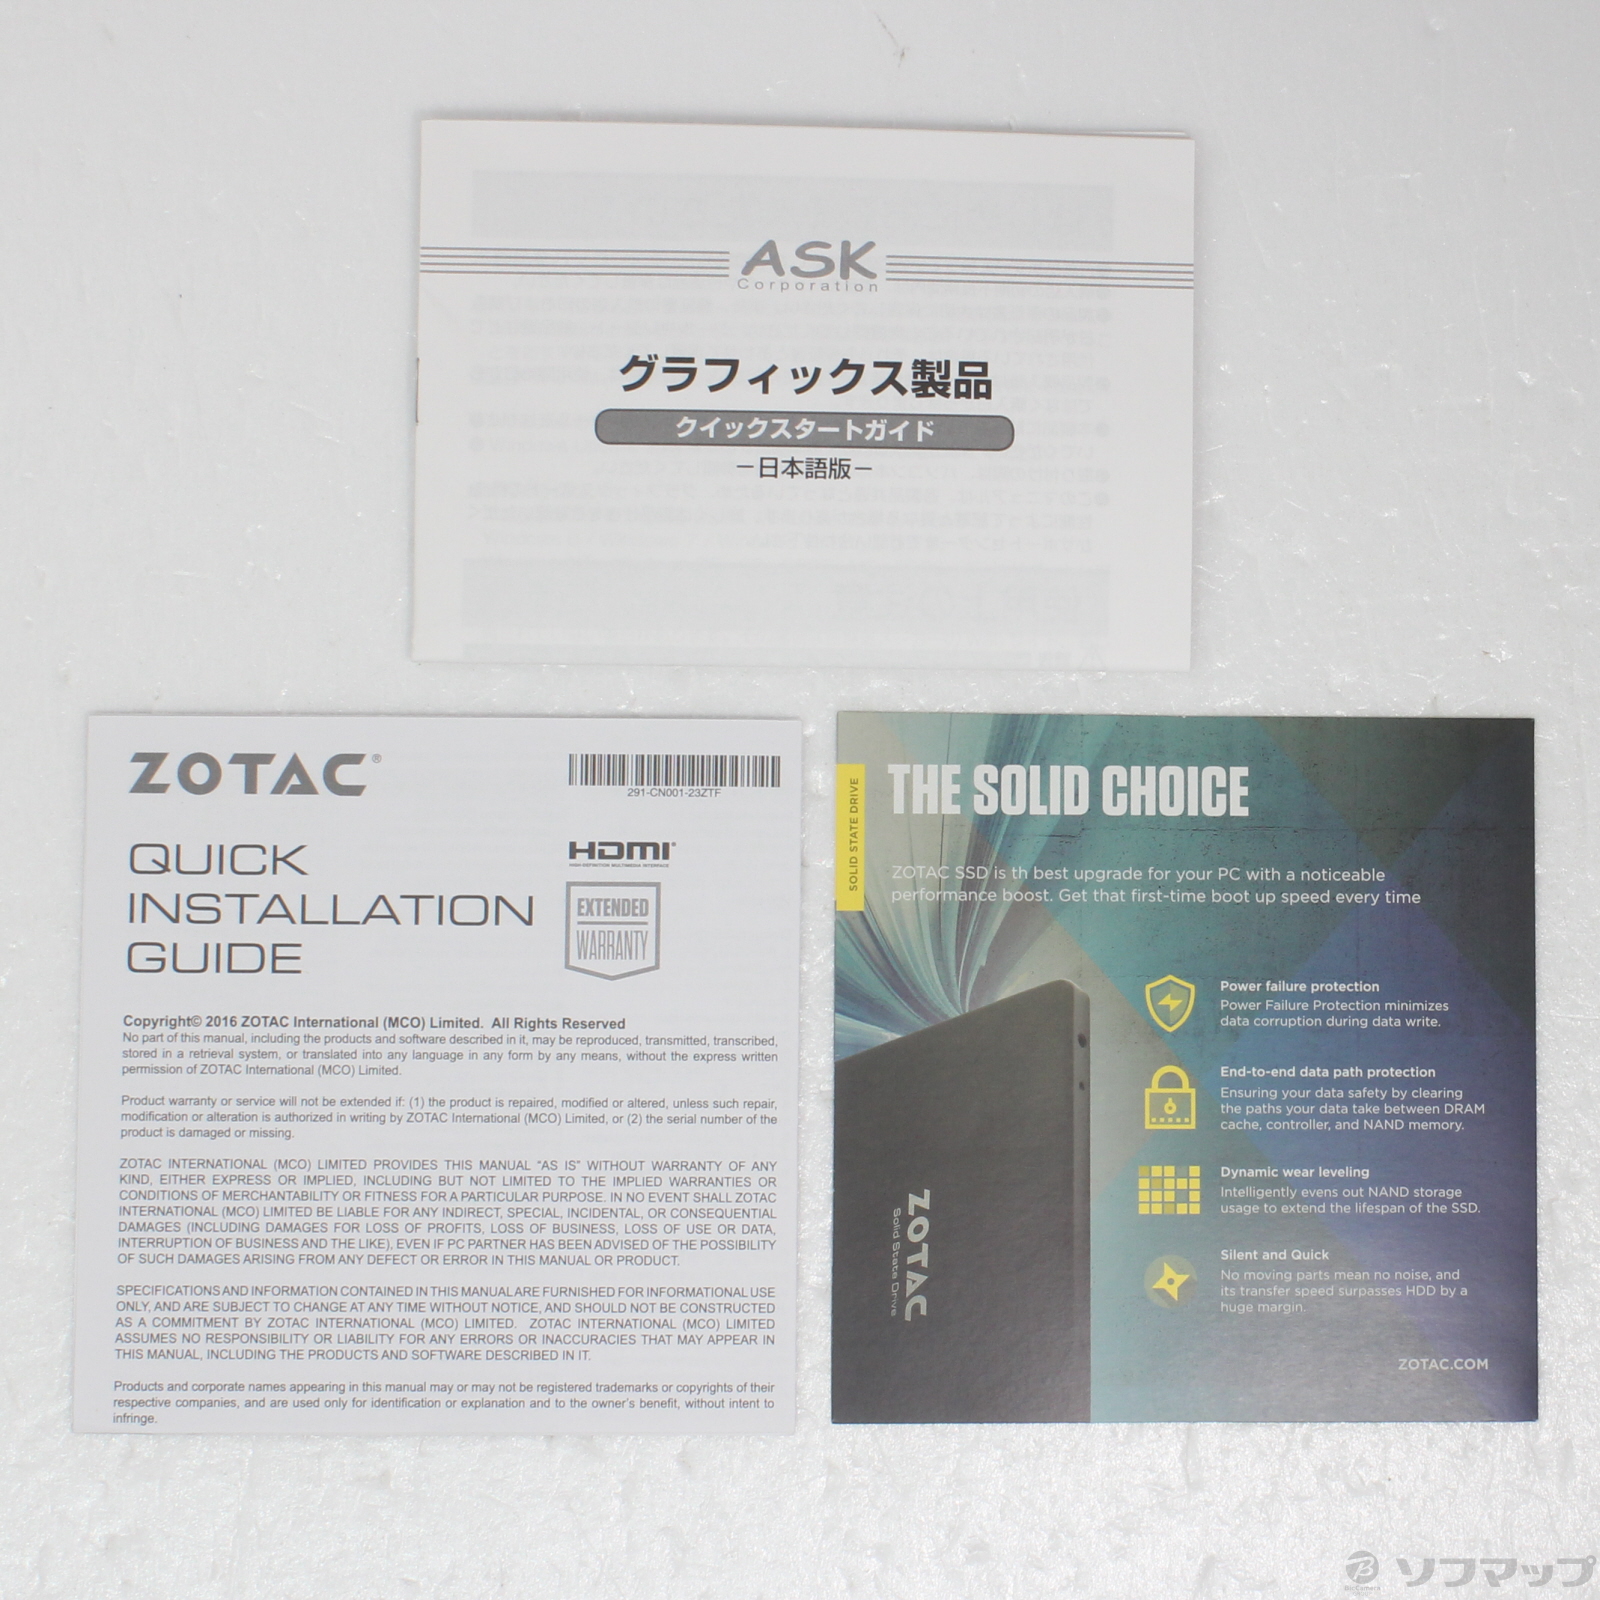 ASK
Corporation
グラフィックス製品
クイックスタートガイド
－日本語版－
ZOTAC®
291-CN001-23ZTF
QUICK
INSTALLATION
GUIDE
HDMI®
HIGH-DEFINITION MULTIMEDIA INTERFACE
EXTENDED
WARRANTY
Copyright© 2016 ZOTAC International (MCO) Limited.  All Rights Reserved
No part of this manual, including the products and software described in it, may be reproduced, transmitted, transcribed,
stored in a retrieval system, or translated into any language in any form by any means, without the express written
permission of ZOTAC International (MCO) Limited.
Product warranty or service will not be extended if: (1) the product is repaired, modified or altered, unless such repair,
modification or alteration is authorized in writing by ZOTAC International (MCO) Limited, or (2) the serial number of the
product is damaged or missing.
ZOTAC INTERNATIONAL (MCO) LIMITED PROVIDES THIS MANUAL “AS IS” WITHOUT WARRANTY OF ANY
KIND, EITHER EXPRESS OR IMPLIED, INCLUDING BUT NOT LIMITED TO THE IMPLIED WARRANTIES OR
CONDITIONS OF MERCHANTABILITY OR FITNESS FOR A PARTICULAR PURPOSE. IN NO EVENT SHALL ZOTAC
INTERNATIONAL (MCO) LIMITED BE LIABLE FOR ANY INDIRECT, SPECIAL, INCIDENTAL, OR CONSEQUENTIAL
DAMAGES (INCLUDING DAMAGES FOR LOSS OF PROFITS, LOSS OF BUSINESS, LOSS OF USE OR DATA,
INTERRUPTION OF BUSINESS AND THE LIKE), EVEN IF PC PARTNER HAS BEEN ADVISED OF THE POSSIBILITY
OF SUCH DAMAGES ARISING FROM ANY DEFECT OR ERROR IN THIS MANUAL OR PRODUCT.
SPECIFICATIONS AND INFORMATION CONTAINED IN THIS MANUAL ARE FURNISHED FOR INFORMATIONAL USE
ONLY, AND ARE SUBJECT TO CHANGE AT ANY TIME WITHOUT NOTICE, AND SHOULD NOT BE CONSTRUCTED
AS A COMMITMENT BY ZOTAC INTERNATIONAL (MCO) LIMITED.  ZOTAC INTERNATIONAL (MCO) LIMITED
ASSUMES NO RESPONSIBILITY OR LIABILITY FOR ANY ERRORS OR INACCURACIES THAT MAY APPEAR IN
THIS MANUAL, INCLUDING THE PRODUCTS AND SOFTWARE DESCRIBED IN IT.
Products and corporate names appearing in this manual may or may not be registered trademarks or copyrights of their
respective companies, and are used only for identification or explanation and to the owner’s benefit, without intent to
infringe.
SOLID STATE DRIVE
THE SOLID CHOICE
ZOTAC SSD is th best upgrade for your PC with a noticeable
performance boost. Get that first-time boot up speed every time
Power failure protection
Power Failure Protection minimizes
data corruption during data write.
End-to-end data path protection
Ensuring your data safety by clearing
the paths your data take between DRAM
cache, controller, and NAND memory.
Dynamic wear leveling
Intelligently evens out NAND storage
usage to extend the lifespan of the SSD.
Silent and Quick
No moving parts mean no noise, and
its transfer speed surpasses HDD by a
huge margin.
ZOTAC
Solid State Drive
ZOTAC.COM
ソフマップ